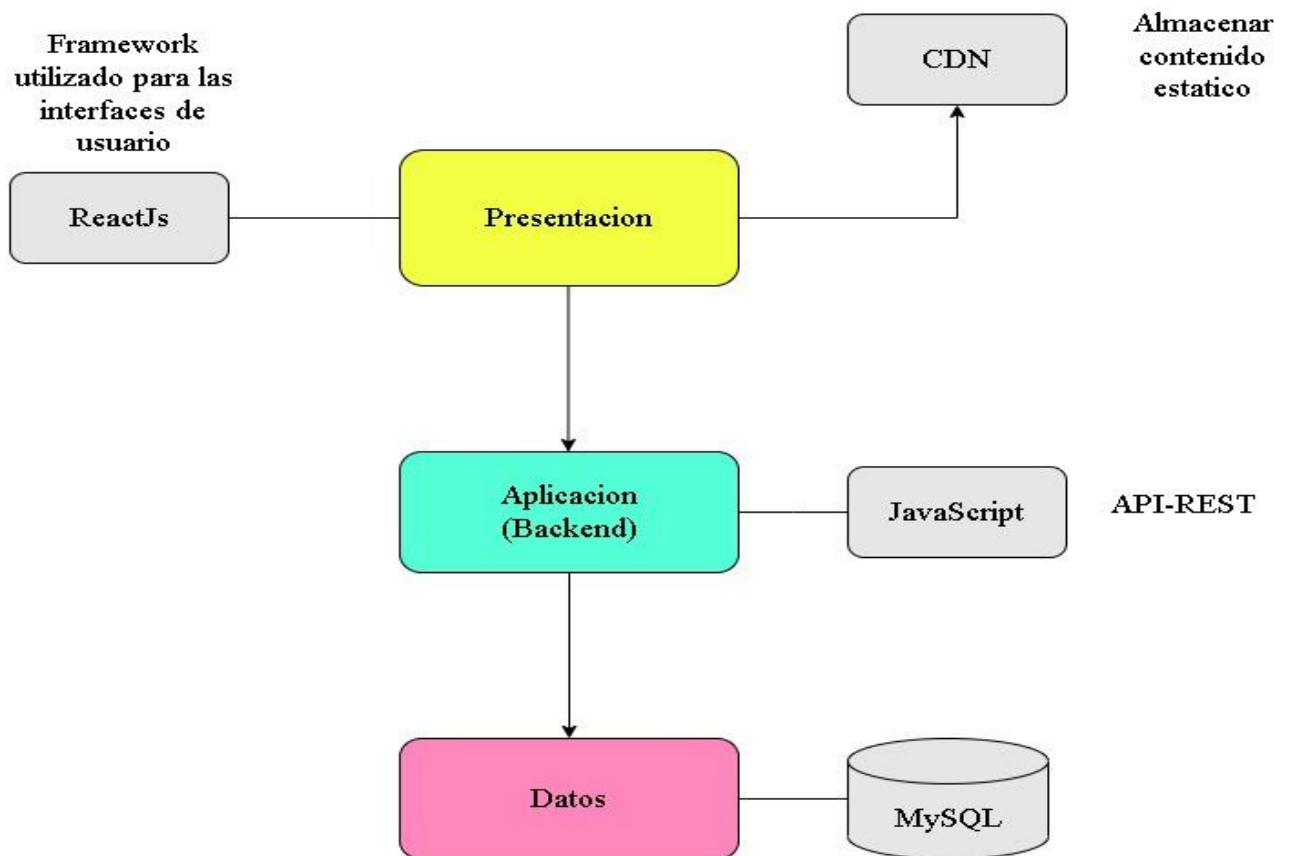 Framework
utilizado para las
interfaces de
usuario
ReactJs
Presentacion
CDN
Almacenar
contenido
estatico
Aplicacion
(Backend)
JavaScript
API-REST
Datos
MySQL